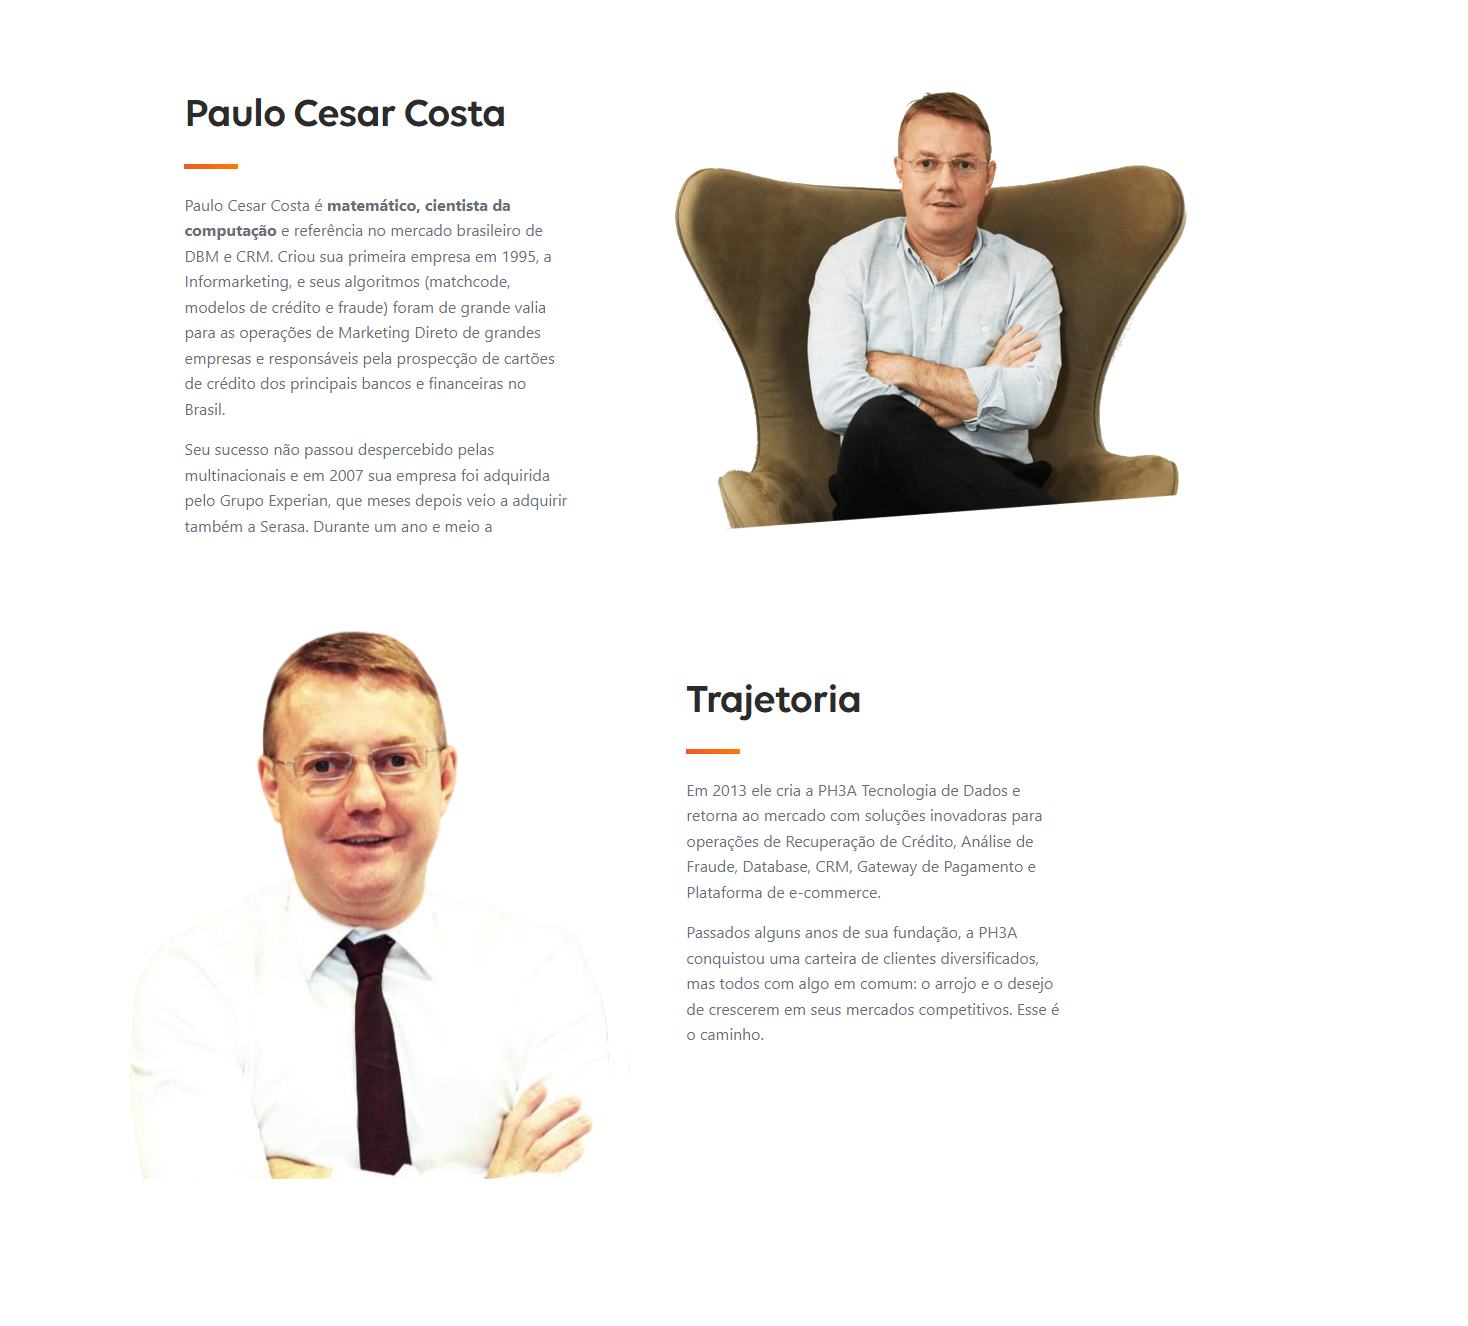 Paulo Cesar Costa
Paulo Cesar Costa é matemático, cientista da
computação e referência no mercado brasileiro de
DBM e CRM. Criou sua primeira empresa em 1995, a
Informarketing, e seus algoritmos (matchcode,
modelos de crédito e fraude) foram de grande valia
para as operações de Marketing Direto de grandes
empresas e responsáveis pela prospecção de cartões
de crédito dos principais bancos e financeiras no
Brasil.
Seu sucesso não passou despercebido pelas
multinacionais e em 2007 sua empresa foi adquirida
pelo Grupo Experian, que meses depois veio a adquirir
também a Serasa. Durante um ano e meio a
Trajetoria
Em 2013 ele cria a PH3A Tecnologia de Dados e
retorna ao mercado com soluções inovadoras para
operações de Recuperação de Crédito, Análise de
Fraude, Database, CRM, Gateway de Pagamento e
Plataforma de e-commerce.
Passados alguns anos de sua fundação, a PH3A
conquistou uma carteira de clientes diversificados,
mas todos com algo em comum: o arrojo e o desejo
de crescerem em seus mercados competitivos. Esse é
o caminho.